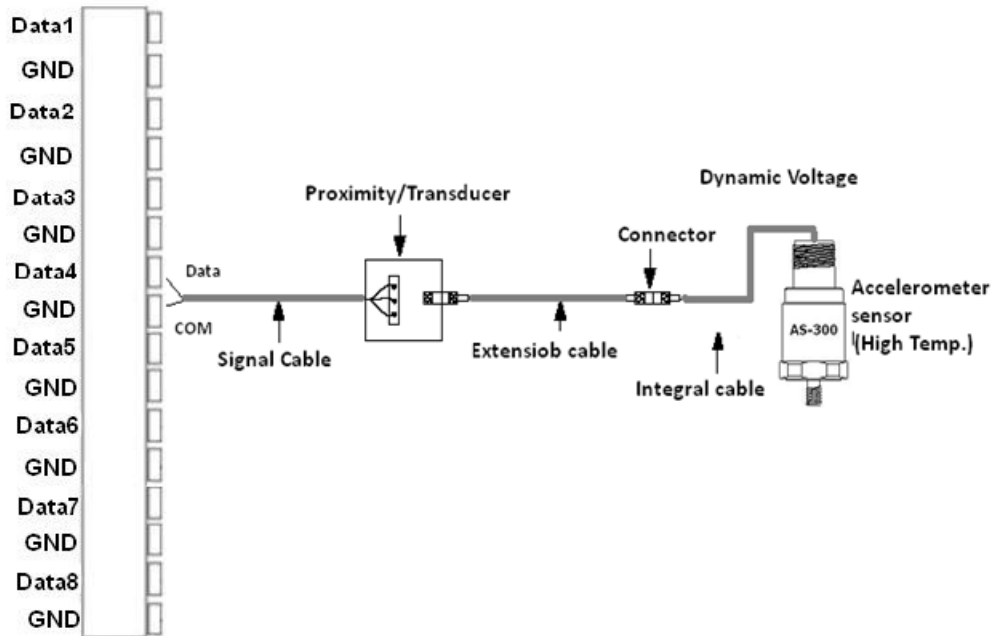 Data1
GND
Data2
GND
Data3
GND
Data4
GND
Data5
GND
Data6
GND
Data7
GND
Data8
GND
Data
COM
Signal Cable
Proximity/Transducer
Extensiob cable
Connector
Integral cable
Dynamic Voltage
AS-300
Accelerometer
sensor
(High Temp.)